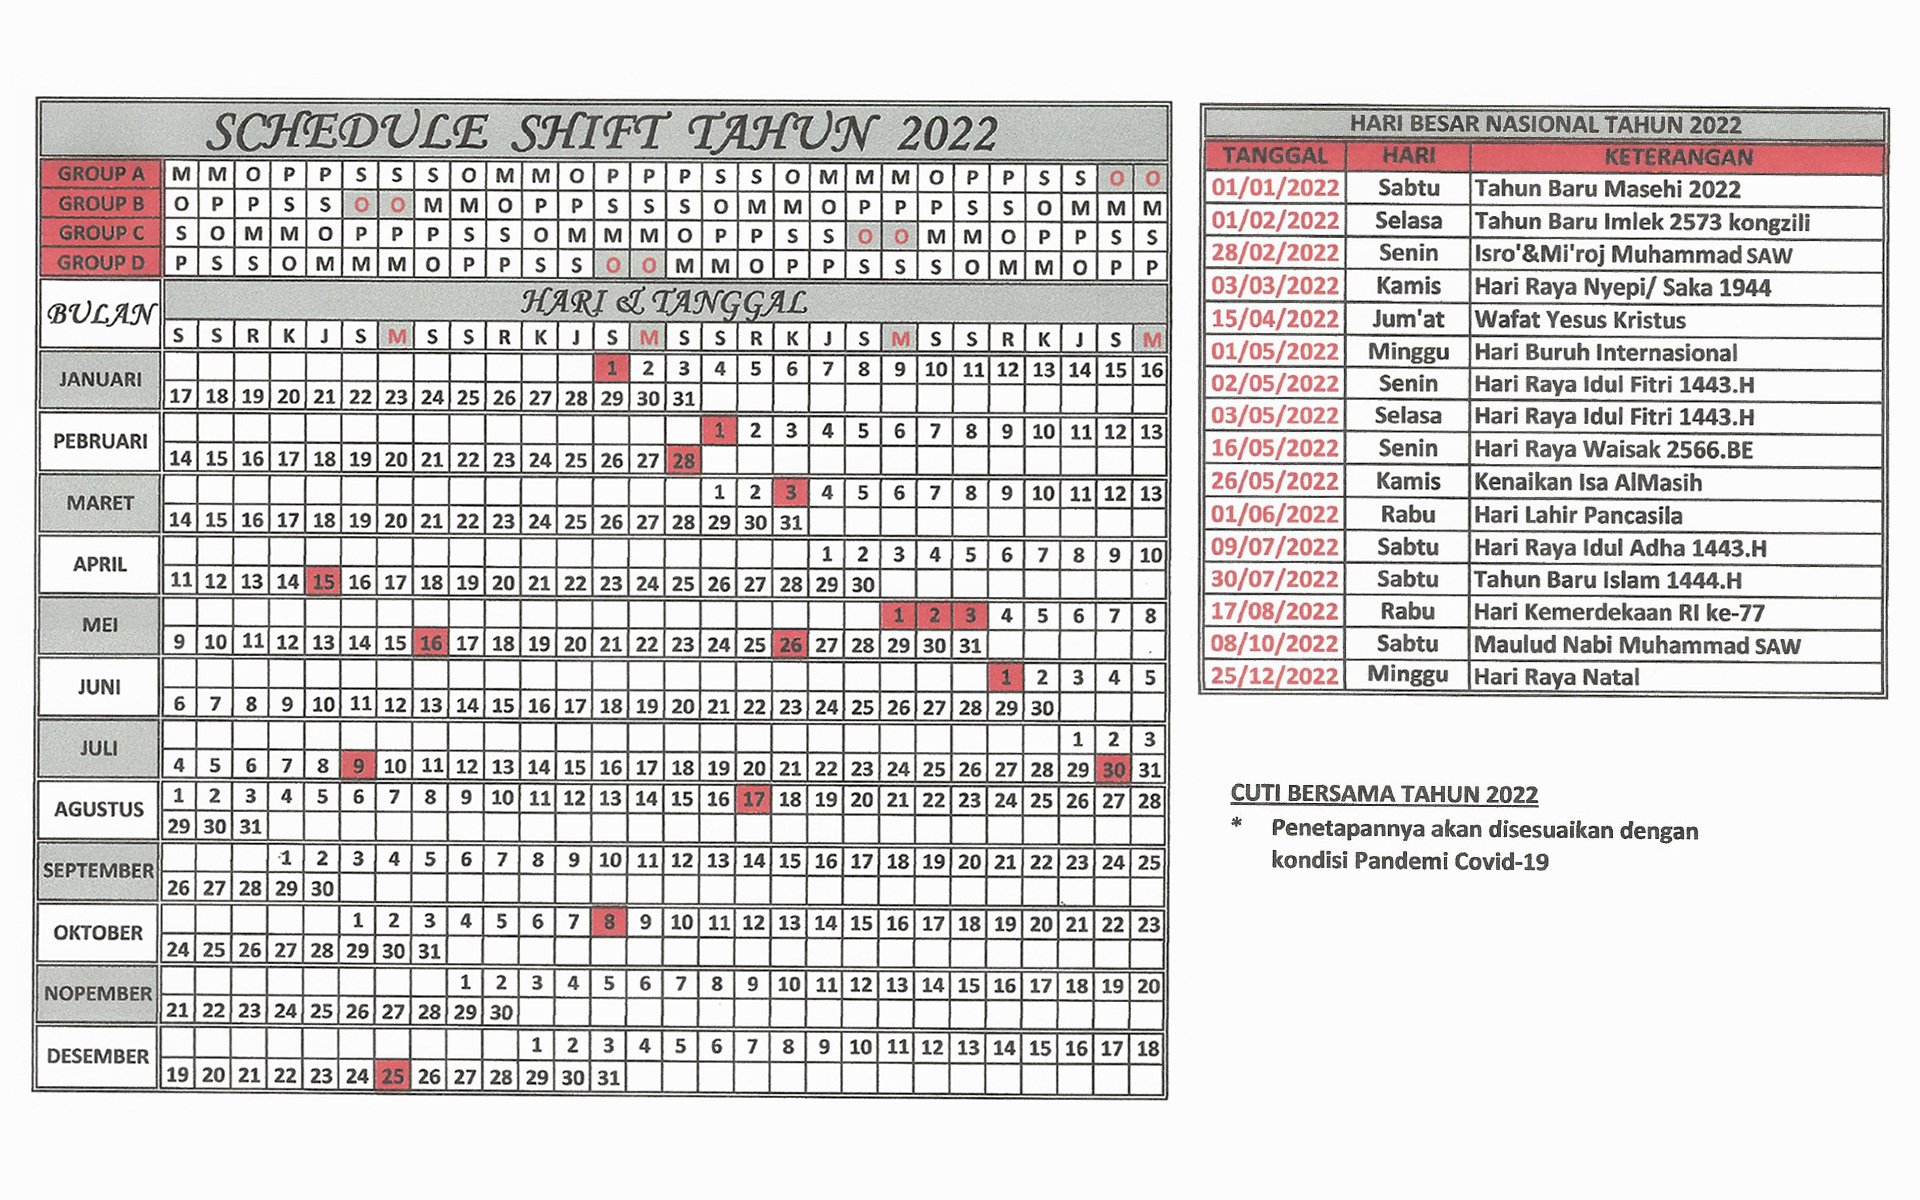 SCHEDULE SHIFT TAHUN 2022
GROUP A M M O P P S S S O M M O P P P S S O M M M O P P S S O O
GROUP B O P P S S O O M M O P P S S S O M M O P P P S S O M M M
GROUP C S O M M O P P P S S O M M M O P P S S O O M M O P P S S
GROUP D P S S O M M M O P P S S O O M M O P P S S S O M M O P P
BULAN HARI & TANGGAL
S S R K J S M S S R K J S M S S R K J S M S S R K J S M
JANUARI 1 2 3 4 5 6 7 8 9 10 11 12 13 14 15 16
17 18 19 20 21 22 23 24 25 26 27 28 29 30 31
PEBRUARI 1 2 3 4 5 6 7 8 9 10 11 12 13
14 15 16 17 18 19 20 21 22 23 24 25 26 27 28
MARET 1 2 3 4 5 6 7 8 9 10 11 12 13
14 15 16 17 18 19 20 21 22 23 24 25 26 27 28 29 30 31
APRIL 1 2 3 4 5 6 7 8 9 10
11 12 13 14 15 16 17 18 19 20 21 22 23 24 25 26 27 28 29 30
MEI 1 2 3 4 5 6 7 8
9 10 11 12 13 14 15 16 17 18 19 20 21 22 23 24 25 26 27 28 29 30 31
JUNI 1 2 3 4 5
6 7 8 9 10 11 12 13 14 15 16 17 18 19 20 21 22 23 24 25 26 27 28 29 30
JULI 1 2 3
4 5 6 7 8 9 10 11 12 13 14 15 16 17 18 19 20 21 22 23 24 25 26 27 28 29 30 31
AGUSTUS 1 2 3 4 5 6 7 8 9 10 11 12 13 14 15 16 17 18 19 20 21 22 23 24 25 26 27 28
29 30 31
SEPTEMBER 1 2 3 4 5 6 7 8 9 10 11 12 13 14 15 16 17 18 19 20 21 22 23 24 25
26 27 28 29 30
OKTOBER 1 2 3 4 5 6 7 8 9 10 11 12 13 14 15 16 17 18 19 20 21 22 23
24 25 26 27 28 29 30 31
NOPEMBER 1 2 3 4 5 6 7 8 9 10 11 12 13 14 15 16 17 18 19 20
21 22 23 24 25 26 27 28 29 30
DESEMBER 1 2 3 4 5 6 7 8 9 10 11 12 13 14 15 16 17 18
19 20 21 22 23 24 25 26 27 28 29 30 31
HARI BESAR NASIONAL TAHUN 2022
TANGGAL HARI KETERANGAN
01/01/2022 Sabtu Tahun Baru Masehi 2022
01/02/2022 Selasa Tahun Baru Imlek 2573 kongzili
28/02/2022 Senin Isro'&Mi'roj Muhammad SAW
03/03/2022 Kamis Hari Raya Nyepi/ Saka 1944
15/04/2022 Jum'at Wafat Yesus Kristus
01/05/2022 Minggu Hari Buruh Internasional
02/05/2022 Senin Hari Raya Idul Fitri 1443.H
03/05/2022 Selasa Hari Raya Idul Fitri 1443.H
16/05/2022 Senin Hari Raya Waisak 2566.BE
26/05/2022 Kamis Kenaikan Isa AlMasih
01/06/2022 Rabu Hari Lahir Pancasila
09/07/2022 Sabtu Hari Raya Idul Adha 1443.H
30/07/2022 Sabtu Tahun Baru Islam 1444.H
17/08/2022 Rabu Hari Kemerdekaan RI ke-77
08/10/2022 Sabtu Maulud Nabi Muhammad SAW
25/12/2022 Minggu Hari Raya Natal
CUTI BERSAMA TAHUN 2022
* Penetapannya akan disesuaikan dengan
kondisi Pandemi Covid-19